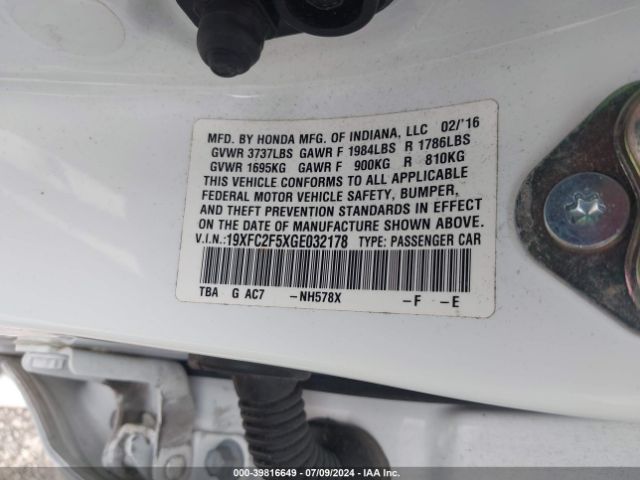 MFD. BY HONDA MFG. OF INDIANA, LLC 02/'16
GVWR 3737LBS GAWR F 1984LBS R 1786LBS
GVWR 1695KG GAWR F 900KG R 810KG
THIS VEHICLE CONFORMS TO ALL APPLICABLE
FEDERAL MOTOR VEHICLE SAFETY, BUMPER,
AND THEFT PREVENTION STANDARDS IN EFFECT
ON THE DATE OF MANUFACTURE SHOWN ABOVE.
V.I.N.: 19XFC2F5XGE032178 TYPE: PASSENGER CAR
TBA G AC7 -NH578X -F -E
000-39816649 | 07/09/2024 | IAA Inc.